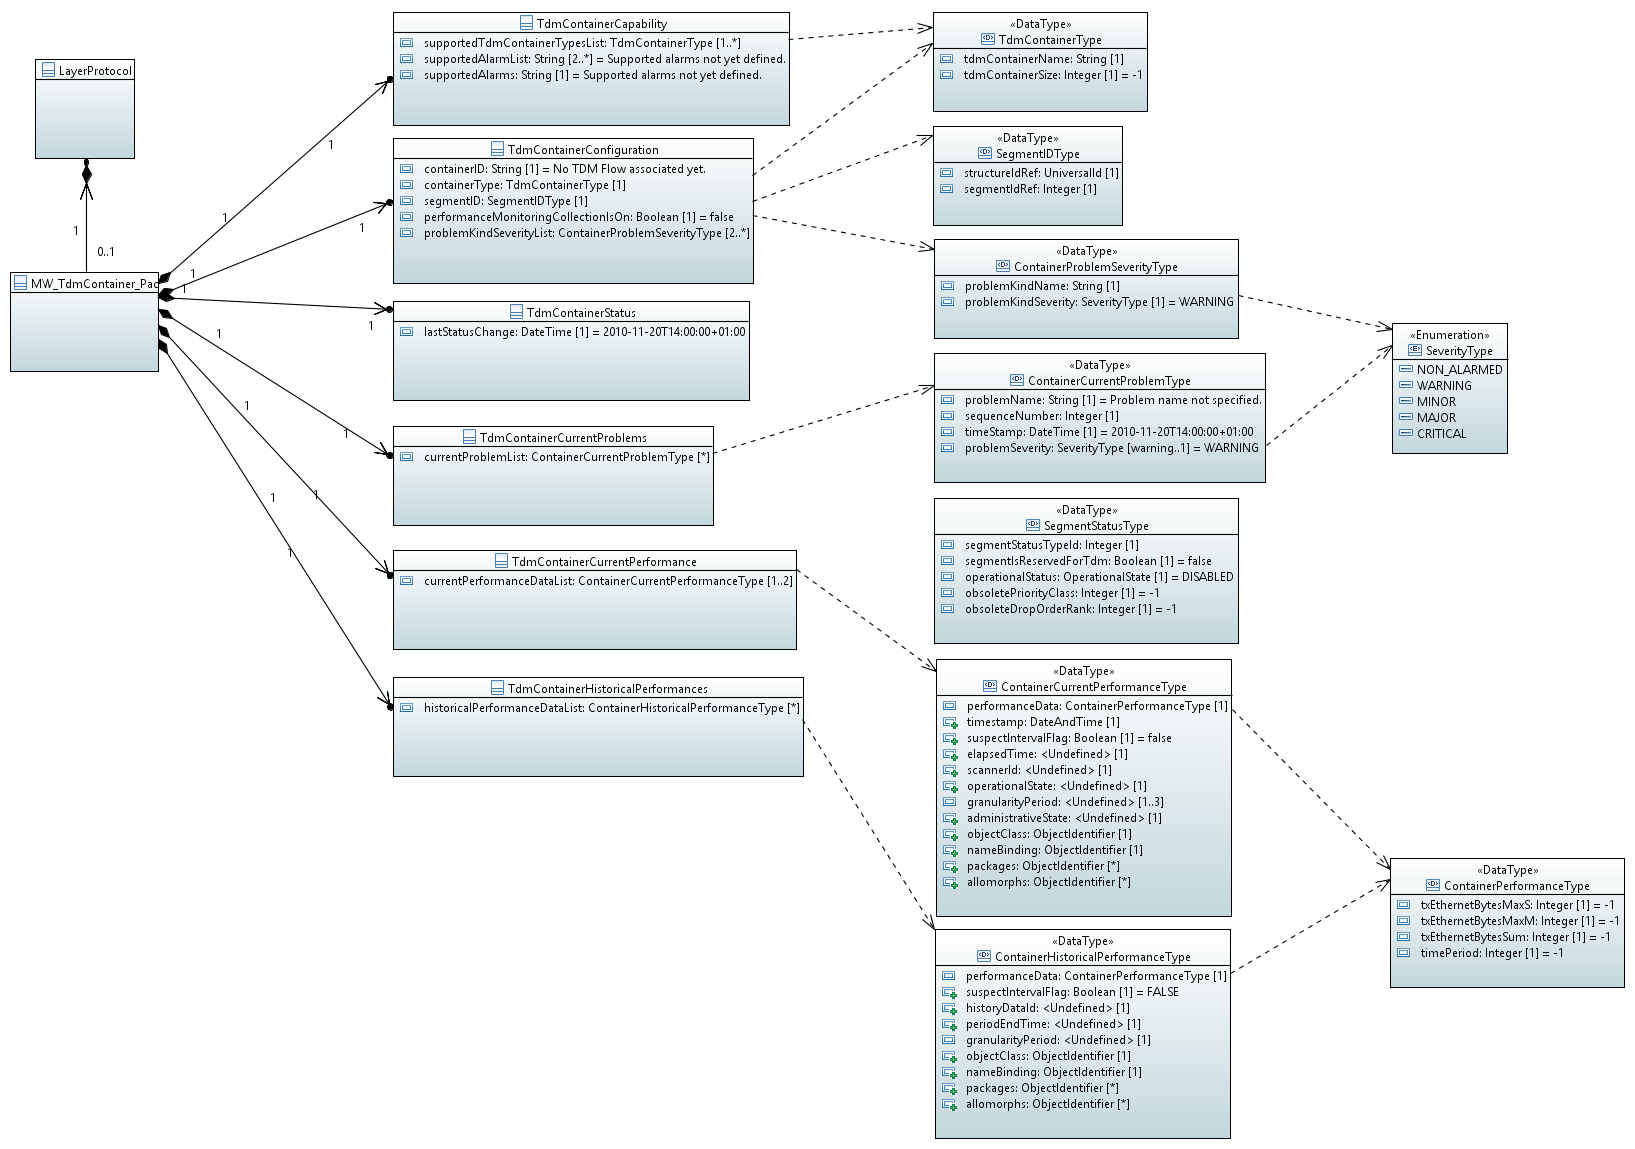 LayerProtocol
1
0..1
MW_TdmContainer_Pac
1
1
1
1
1
1
1
1
1
1
1
1
TdmContainerCapability
supportedTdmContainerTypesList: TdmContainerType [1..*]
supportedAlarmList: String [2..*] = Supported alarms not yet defined.
supportedAlarms: String [1] = Supported alarms not yet defined.
TdmContainerConfiguration
containerID: String [1] = No TDM Flow associated yet.
containerType: TdmContainerType [1]
segmentID: SegmentIDType [1]
performanceMonitoringCollectionIsOn: Boolean [1] = false
problemKindSeverityList: ContainerProblemSeverityType [2..*]
TdmContainerStatus
lastStatusChange: DateTime [1] = 2010-11-20T14:00:00+01:00
TdmContainerCurrentProblems
currentProblemList: ContainerCurrentProblemType [*]
TdmContainerCurrentPerformance
currentPerformanceDataList: ContainerCurrentPerformanceType [1..2]
TdmContainerHistoricalPerformances
historicalPerformanceDataList: ContainerHistoricalPerformanceType [*]
«DataType»
TdmContainerType
tdmContainerName: String [1]
tdmContainerSize: Integer [1] = -1
«DataType»
SegmentIDType
structureIdRef: UniversalId [1]
segmentIdRef: Integer [1]
«DataType»
ContainerProblemSeverityType
problemKindName: String [1]
problemKindSeverity: SeverityType [1] = WARNING
«DataType»
ContainerCurrentProblemType
problemName: String [1] = Problem name not specified.
sequenceNumber: Integer [1]
timeStamp: DateTime [1] = 2010-11-20T14:00:00+01:00
problemSeverity: SeverityType [warning..1] = WARNING
«DataType»
SegmentStatusType
segmentStatusTypeId: Integer [1]
segmentIsReservedForTdm: Boolean [1] = false
operationalStatus: OperationalState [1] = DISABLED
obsoletePriorityClass: Integer [1] = -1
obsoleteDropOrderRank: Integer [1] = -1
«DataType»
ContainerCurrentPerformanceType
performanceData: ContainerPerformanceType [1]
timestamp: DateAndTime [1]
suspectIntervalFlag: Boolean [1] = false
elapsedTime: <Undefined> [1]
scannerId: <Undefined> [1]
operationalState: <Undefined> [1]
granularityPeriod: <Undefined> [1..3]
administrativeState: <Undefined> [1]
objectClass: ObjectIdentifier [1]
nameBinding: ObjectIdentifier [1]
packages: ObjectIdentifier [*]
allomorphs: ObjectIdentifier [*]
«DataType»
ContainerHistoricalPerformanceType
performanceData: ContainerPerformanceType [1]
suspectIntervalFlag: Boolean [1] = FALSE
historyDataId: <Undefined> [1]
periodEndTime: <Undefined> [1]
granularityPeriod: <Undefined> [1]
objectClass: ObjectIdentifier [1]
nameBinding: ObjectIdentifier [1]
packages: ObjectIdentifier [*]
allomorphs: ObjectIdentifier [*]
«Enumeration»
SeverityType
NON_ALARMED
WARNING
MINOR
MAJOR
CRITICAL
«DataType»
ContainerPerformanceType
txEthernetBytesMaxS: Integer [1] = -1
txEthernetBytesMaxM: Integer [1] = -1
txEthernetBytesSum: Integer [1] = -1
timePeriod: Integer [1] = -1